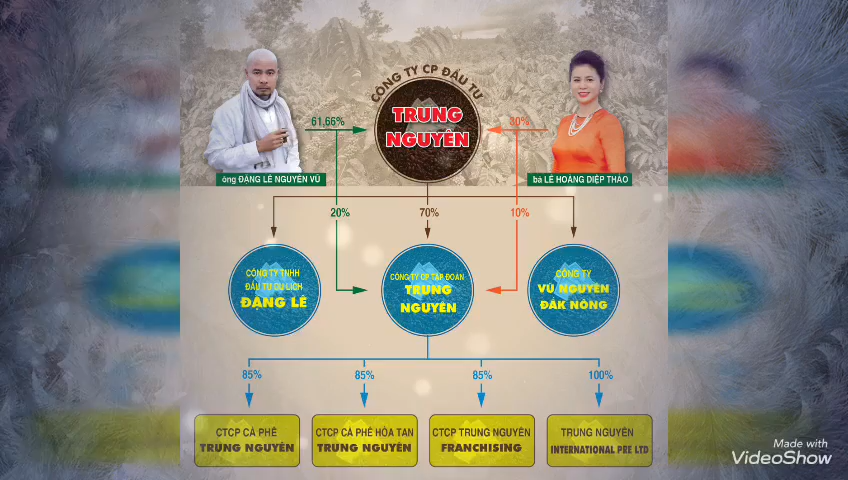 CÔNG TY CP ĐẦU TƯ
TRUNG
NGUYÊN
61,66%
30%
ông ĐẶNG LÊ NGUYÊN VŨ
bà LÊ HOÀNG DIỆP THẢO
20%
70%
10%
CÔNG TY TNHH
ĐẦU TƯ DU LỊCH
ĐẶNG LÊ
CÔNG TY CP TẬP ĐOÀN
TRUNG
NGUYÊN
CÔNG TY
VŨ NGUYÊN
ĐĂK NÔNG
85%
85%
85%
100%
CTCP CÀ PHÊ
TRUNG NGUYÊN
CTCP CÀ PHÊ HÒA TAN
TRUNG NGUYÊN
CTCP TRUNG NGUYÊN
FRANCHISING
TRUNG NGUYÊN
INTERNATIONAL PRE LTD
Made with
VideoShow